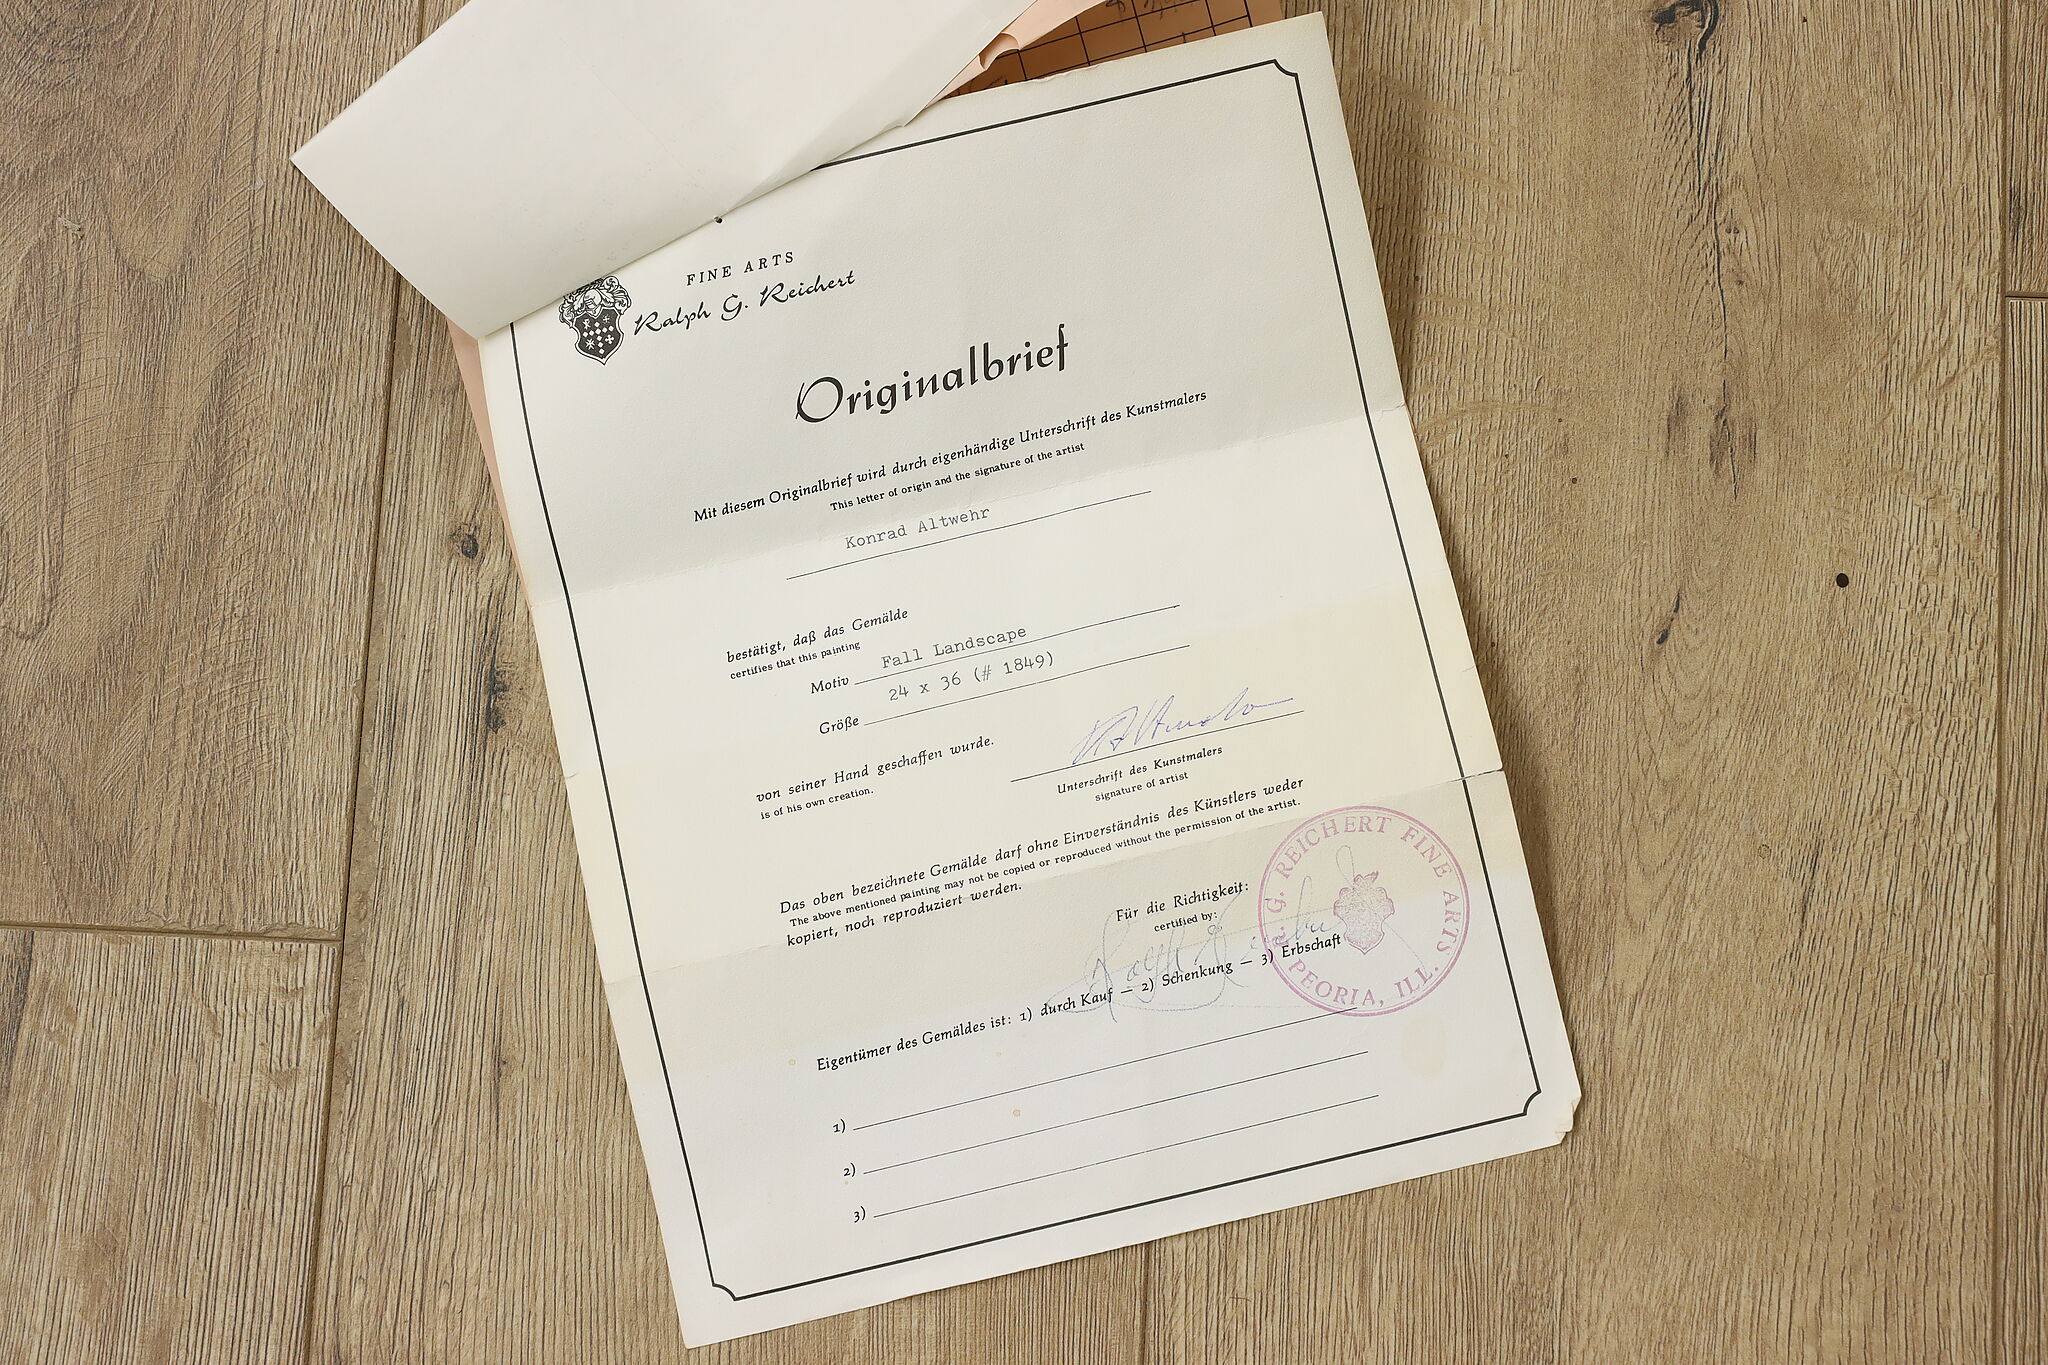 FINE ARTS
Ralph G. Reichert
Originalbrief
Mit diesem Originalbrief wird durch eigenhändige Unterschrift des Kunstmalers
This letter of origin and the signature of the artist
Konrad Altwehr
bestätigt, daß das Gemälde
certifies that this painting
Motiv Fall Landscape
Größe 24 x 36 (# 1849)
von seiner Hand geschaffen wurde.
is of his own creation.
Unterschrift des Kunstmalers
signature of artist
Das oben bezeichnete Gemälde darf ohne Einverständnis des Künstlers weder
The above mentioned painting may not be copied or reproduced without the permission of the artist.
kopiert, noch reproduziert werden.
Für die Richtigkeit:
certified by:
R. G. REICHERT FINE ARTS
PEORIA, ILL.
Eigentümer des Gemäldes ist: 1) durch Kauf — 2) Schenkung — 3) Erbschaft
1)
2)
3)